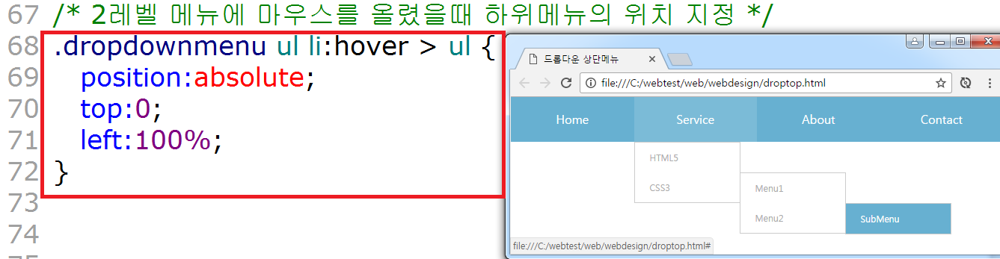 67 /* 2레벨 메뉴에 마우스를 올렸을때 하위메뉴의 위치 지정 */
68 .dropdownmenu ul li:hover > ul {
69 position:absolute;
70 top:0;
71 left:100%;
72 }
73
74
드롭다운 상단메뉴
file:///C:/webtest/web/webdesign/droptop.html
Home Service About Contact
HTML5
CSS3 Menu1
Menu2 SubMenu
file:///C:/webtest/web/webdesign/droptop.html#